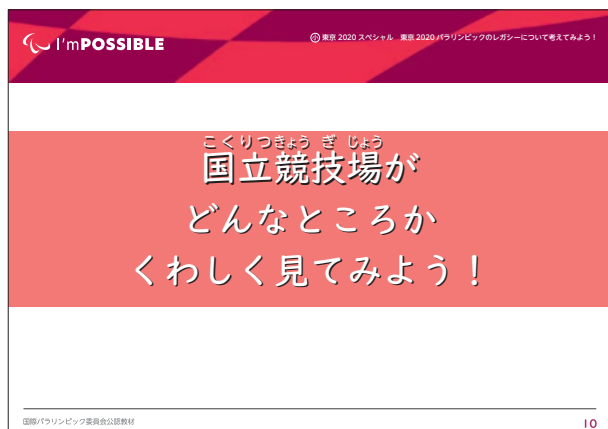 I'mPOSSIBLE
小 東京 2020 スペシャル 東京 2020 パラリンピックのレガシーについて考えてみよう!
こくりつきょうぎじょう
国立競技場が
どんなところか
くわしく見てみよう!
国際パラリンピック委員会公認教材
10